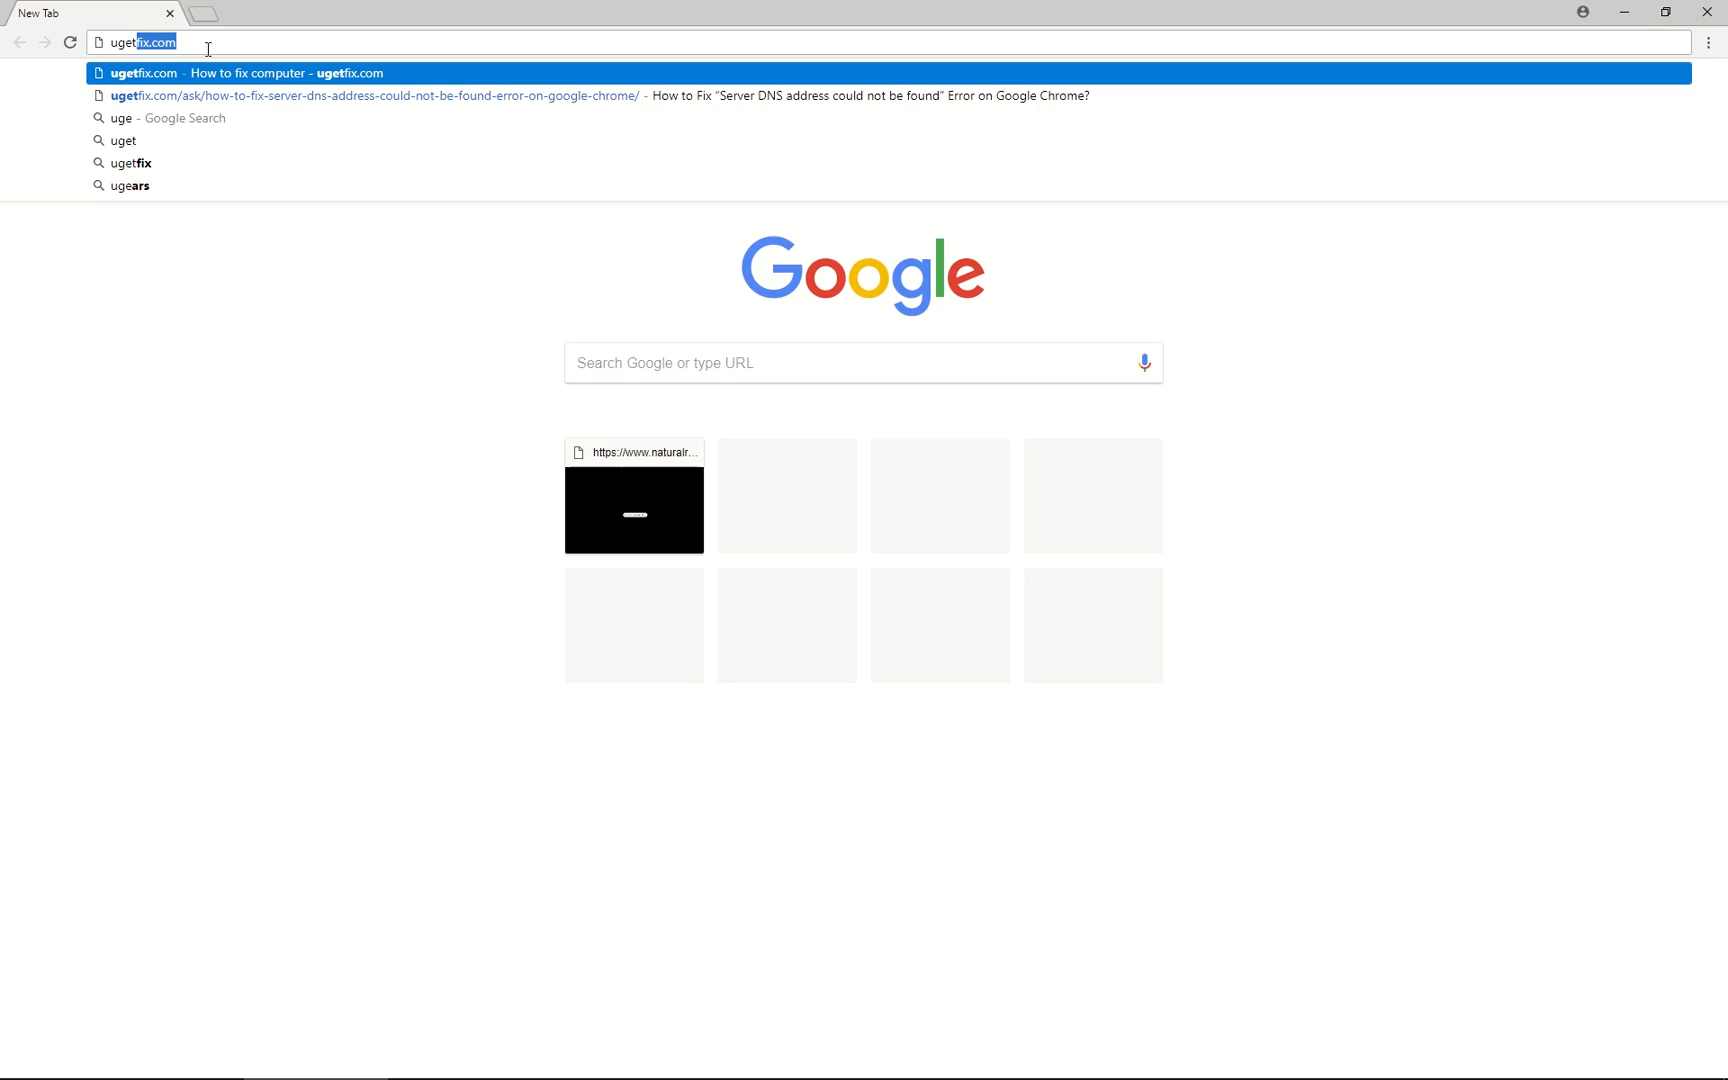 New Tab
ugetfix.com
ugetfix.com - How to fix computer - ugetfix.com
ugetfix.com/ask/how-to-fix-server-dns-address-could-not-be-found-error-on-google-chrome/ - How to Fix “Server DNS address could not be found” Error on Google Chrome?
uge - Google Search
uget
ugetfix
ugears
Google
Search Google or type URL
https://www.naturalr...